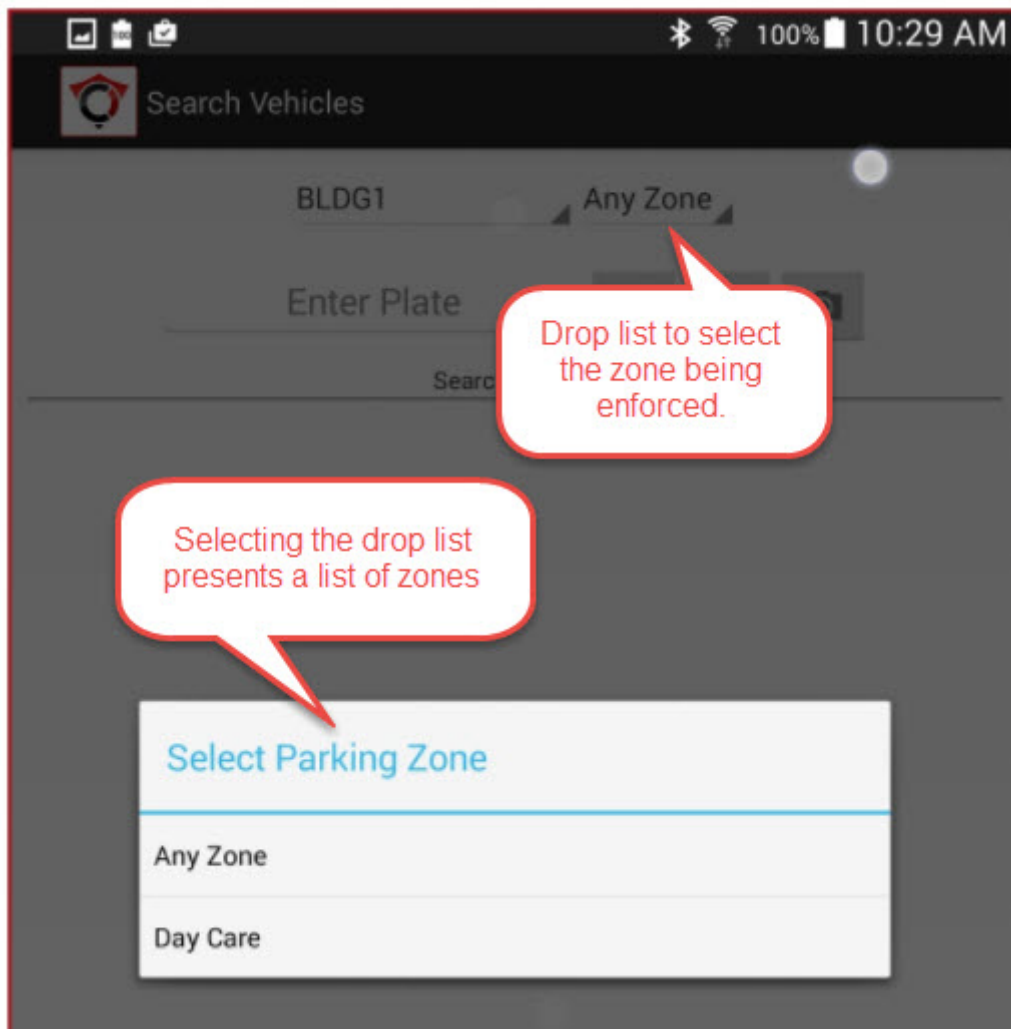 100% 10:29 AM
Search Vehicles
BLDG1 Any Zone
Enter Plate
Drop list to select
the zone being
enforced.
Selecting the drop list
presents a list of zones
Select Parking Zone
Any Zone
Day Care